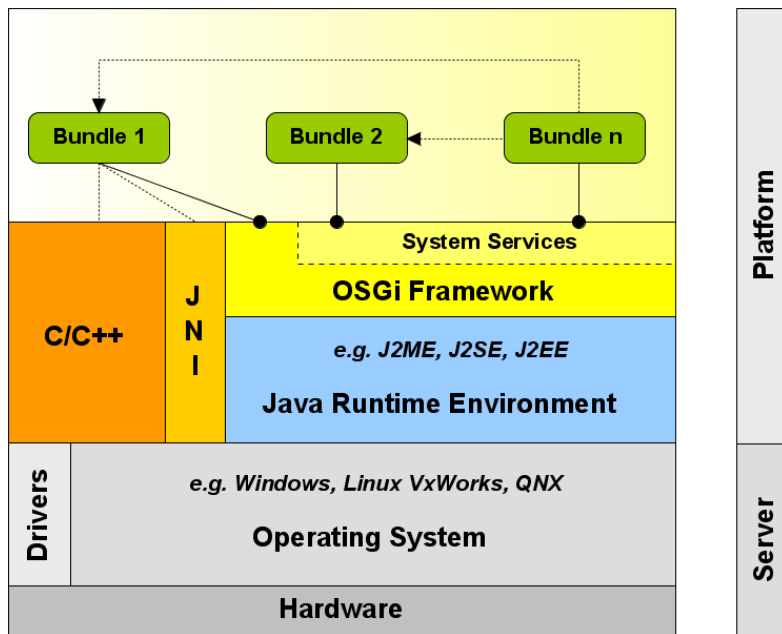 Bundle 1
Bundle 2
Bundle n
System Services
OSGi Framework
C/C++
J
N
I
e.g. J2ME, J2SE, J2EE
Java Runtime Environment
Drivers
e.g. Windows, Linux VxWorks, QNX
Operating System
Hardware
Platform
Server